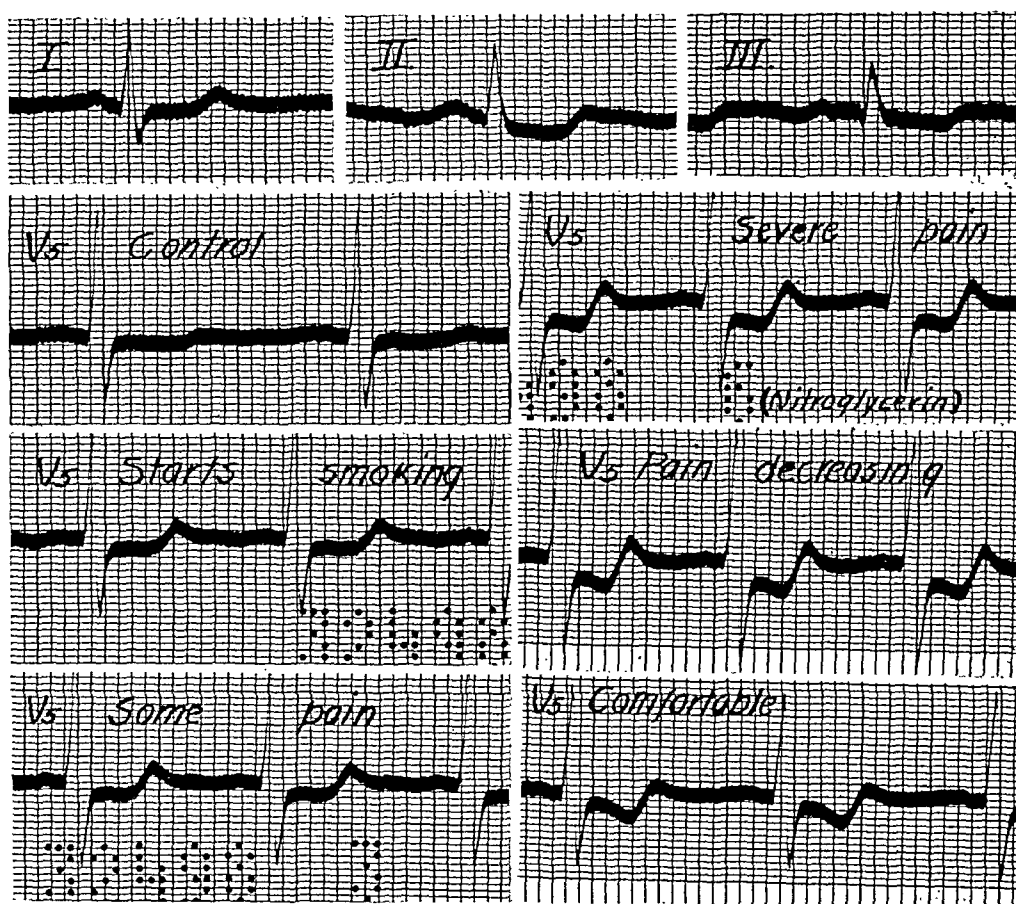 I.
II.
III.
V5 Control
V5 Severe pain
(Nitroglycerin)
V5 Starts smoking
V5 Pain decreasing
V5 Some pain
V5 Comfortable